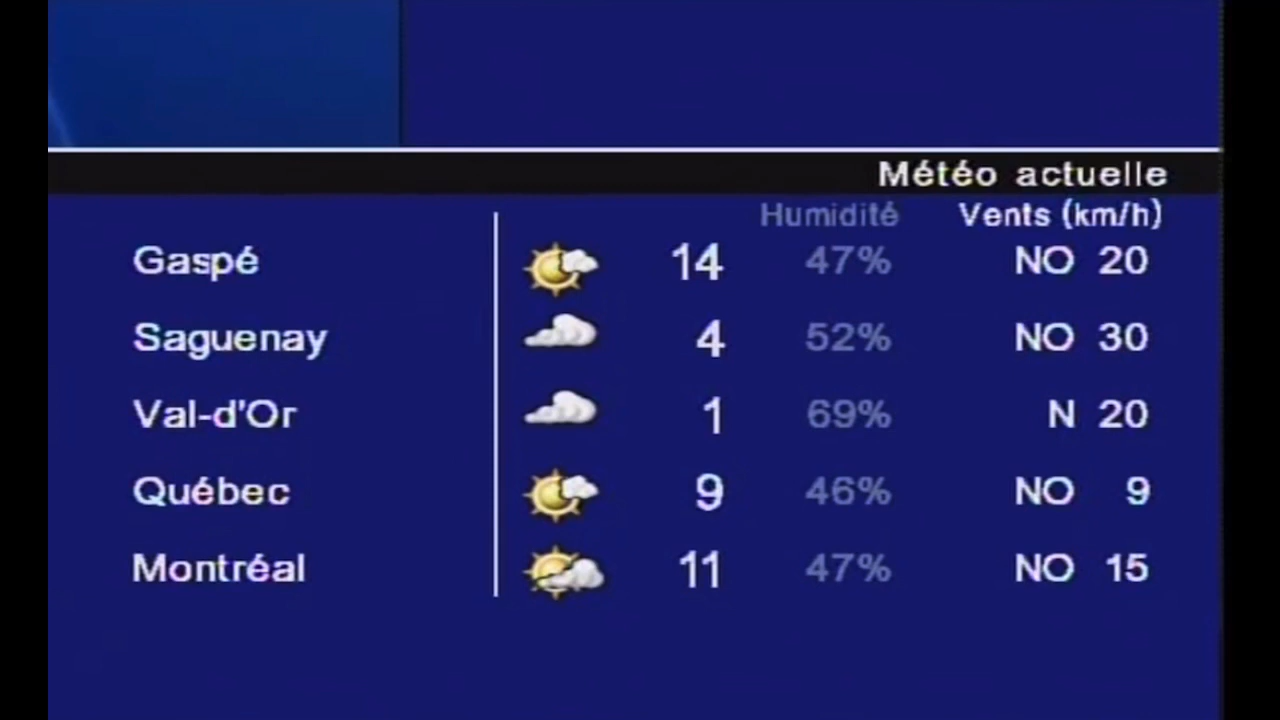 Météo actuelle
Humidité Vents (km/h)
Gaspé 14 47% NO 20
Saguenay 4 52% NO 30
Val-d'Or 1 69% N 20
Québec 9 46% NO 9
Montréal 11 47% NO 15